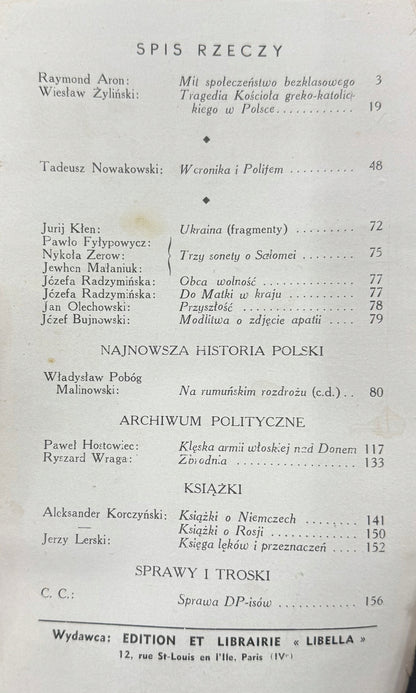 SPIS RZECZY
Raymond Aron: Mit społeczeństwo bezklasowego 3
Wiesław Żyliński: Tragedia Kościoła greko-katolic-
kiego w Polsce............ 19
◆
Tadeusz Nowakowski: Weronika i Polifem .......... 48
◆
Jurij Kłen: Ukraina (fragmenty) ......... 72
Pawło Fyłypowycz:
Nykoła Zerow: Trzy sonety o Salomei ...... 75
Jewhen Małaniuk:
Józefa Radzymińska: Obca wolność .............. 77
Józefa Radzymińska: Do Matki w kraju .......... 77
Jan Olechowski: Przyszłość ................ 78
Józef Bujnowski: Modlitwa o zdjęcie apatii .... 79
NAJNOWSZA HISTORIA POLSKI
Władysław Pobóg
Malinowski: Na rumuńskim rozdrożu (c.d.) .. 80
ARCHIWUM POLITYCZNE
Paweł Hostowiec: Klęska armii włoskiej nad Donem 117
Ryszard Wraga: Zbrodnia .................. 133
KSIĄŻKI
Aleksander Korczyński: Książki o Niemczech ....... 141
— Książki o Rosji ............ 150
Jerzy Lerski: Księga lęków i przeznaczeń .... 152
SPRAWY I TROSKI
C. C.: Sprawa DP-isów ............ 156
Wydawca: EDITION ET LIBRAIRIE « LIBELLA »
12, rue St-Louis en l'Ile, Paris (IVe)